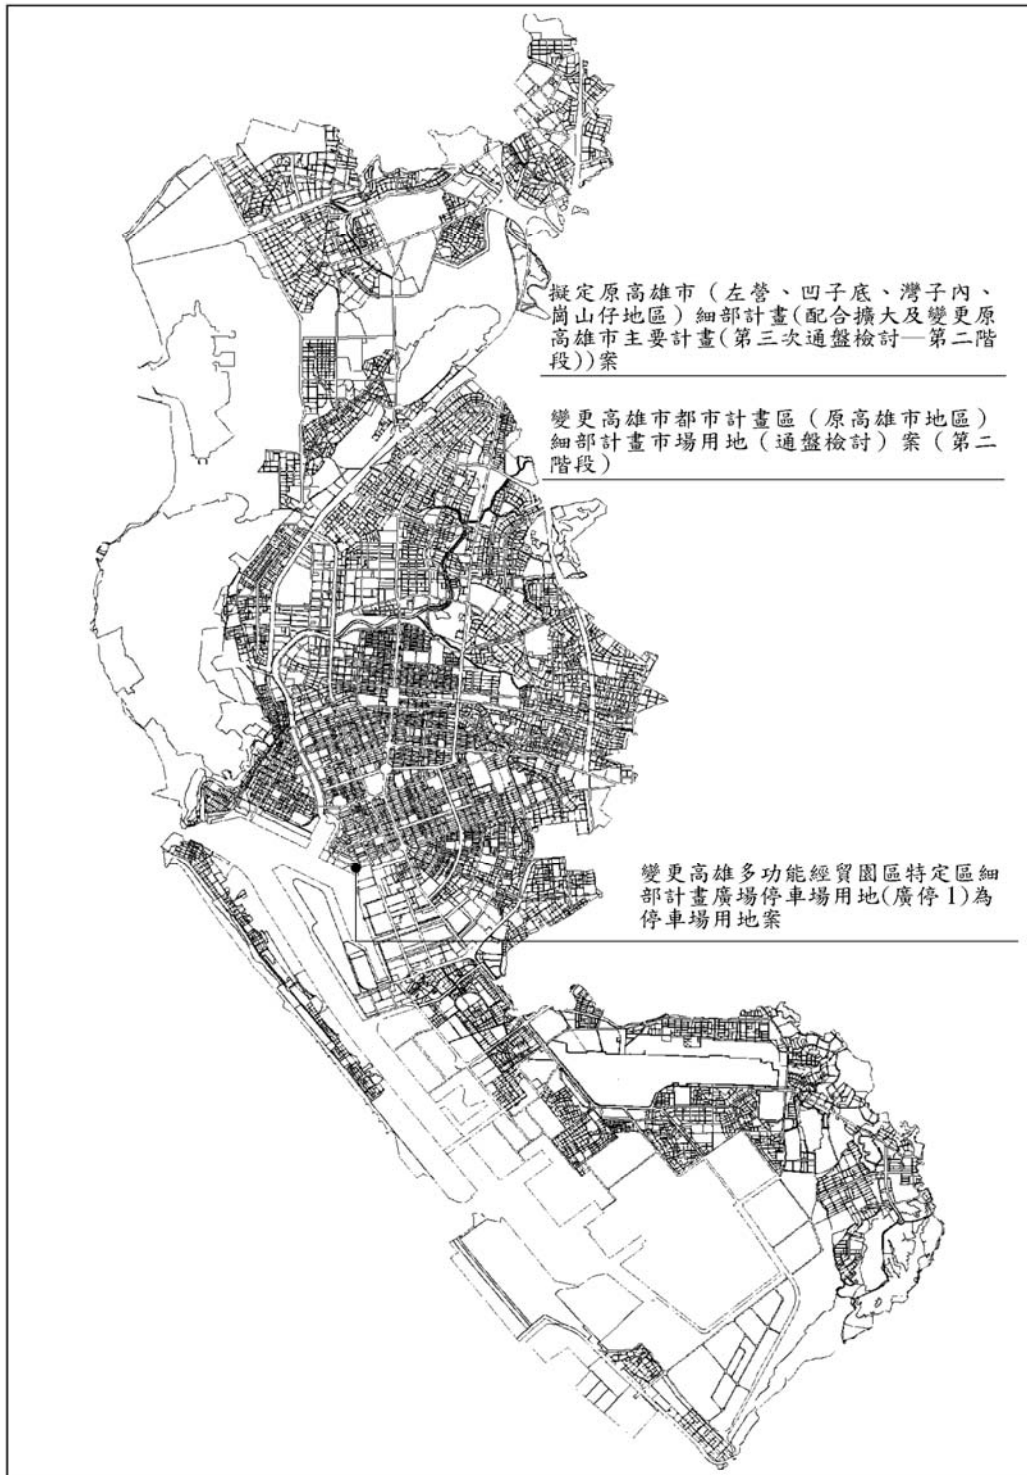 擬定原高雄市（左營、凹子底、灣子內、
崗山仔地區）細部計畫(配合擴大及變更原
高雄市主要計畫(第三次通盤檢討—第二階
段))案
變更高雄市都市計畫區（原高雄市地區）
細部計畫市場用地（通盤檢討）案（第二
階段）
變更高雄多功能經貿園區特定區細
部計畫廣場停車場用地(廣停1)為
停車場用地案